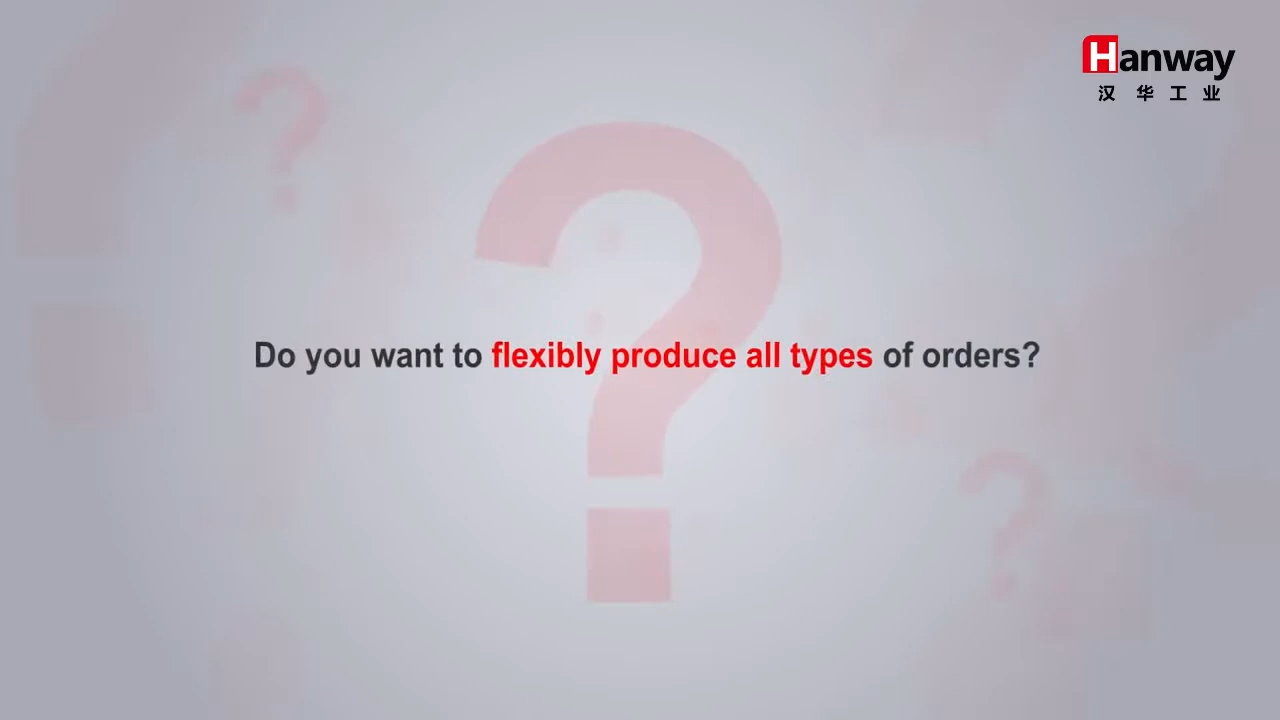 Hanway
汉华工业
Do you want to flexibly produce all types of orders?